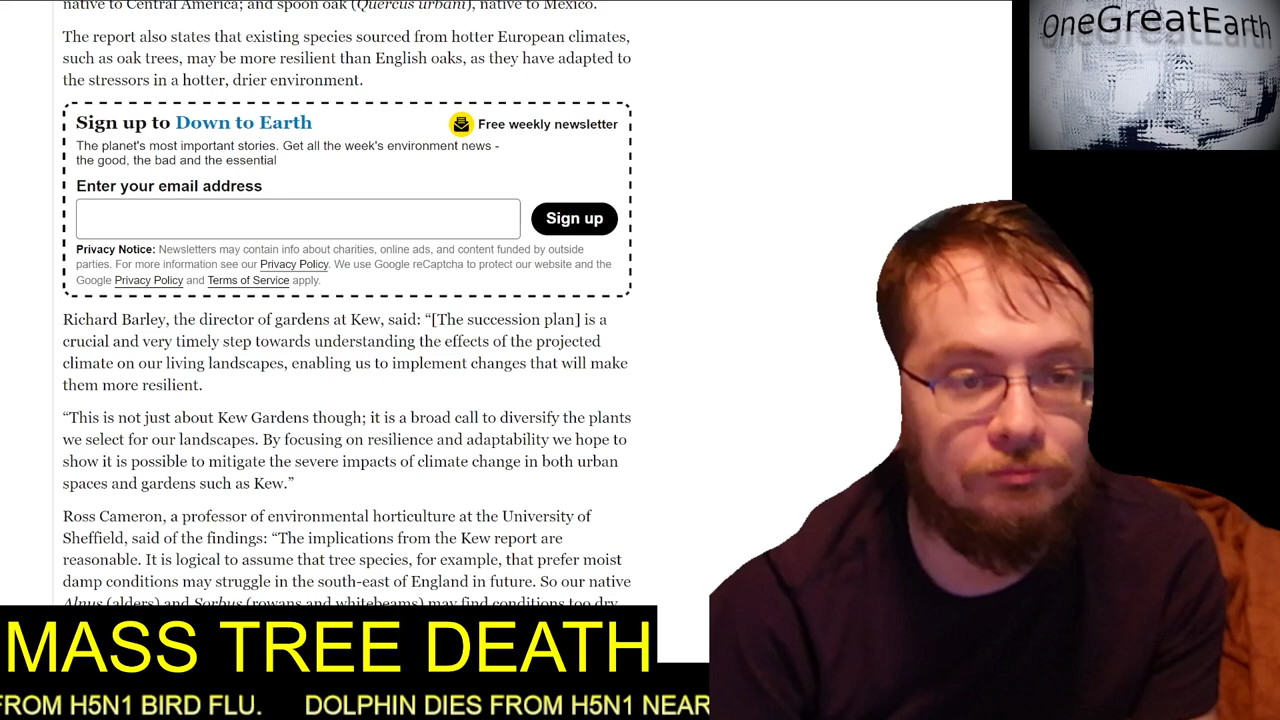 native to Central America; and spoon oak (Quercus urbani), native to Mexico.
The report also states that existing species sourced from hotter European climates,
such as oak trees, may be more resilient than English oaks, as they have adapted to
the stressors in a hotter, drier environment.
Sign up to Down to Earth
Free weekly newsletter
The planet's most important stories. Get all the week's environment news -
the good, the bad and the essential
Enter your email address
Sign up
Privacy Notice: Newsletters may contain info about charities, online ads, and content funded by outside
parties. For more information see our Privacy Policy. We use Google reCaptcha to protect our website and the
Google Privacy Policy and Terms of Service apply.
Richard Barley, the director of gardens at Kew, said: “[The succession plan] is a
crucial and very timely step towards understanding the effects of the projected
climate on our living landscapes, enabling us to implement changes that will make
them more resilient.
“This is not just about Kew Gardens though; it is a broad call to diversify the plants
we select for our landscapes. By focusing on resilience and adaptability we hope to
show it is possible to mitigate the severe impacts of climate change in both urban
spaces and gardens such as Kew.”
Ross Cameron, a professor of environmental horticulture at the University of
Sheffield, said of the findings: “The implications from the Kew report are
reasonable. It is logical to assume that tree species, for example, that prefer moist
damp conditions may struggle in the south-east of England in future. So our native
Alnus (alders) and Sorbus (rowans and whitebeams) may find conditions too dry
OneGreatEarth
MASS TREE DEATH
FROM H5N1 BIRD FLU. DOLPHIN DIES FROM H5N1 NEAR